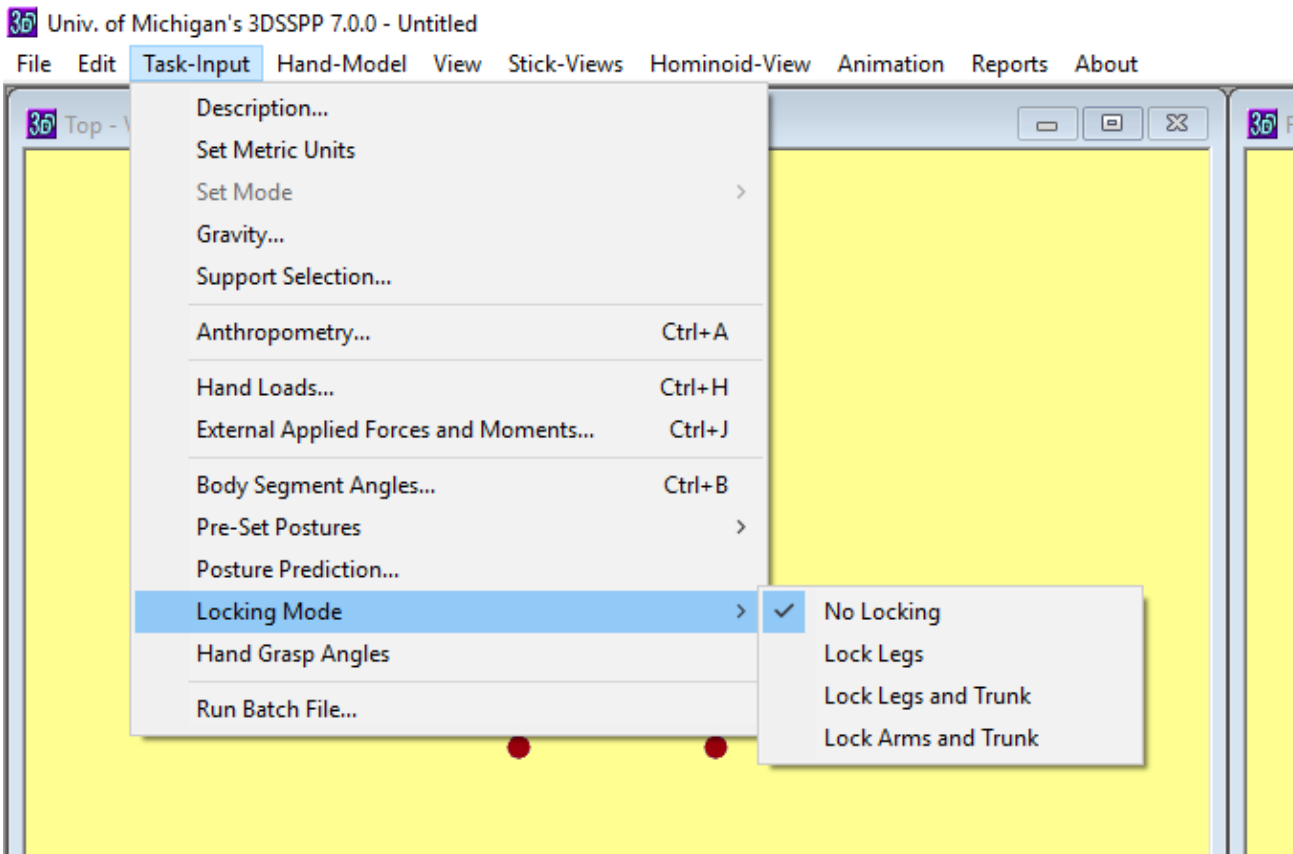 3D Univ. of Michigan's 3DSSPP 7.0.0 - Untitled
File Edit Task-Input Hand-Model View Stick-Views Hominoid-View Animation Reports About
3D Top -
3D
Description...
Set Metric Units
Set Mode
Gravity...
Support Selection...
Anthropometry... Ctrl+A
Hand Loads... Ctrl+H
External Applied Forces and Moments... Ctrl+J
Body Segment Angles... Ctrl+B
Pre-Set Postures
Posture Prediction...
Locking Mode
Hand Grasp Angles
Run Batch File...
No Locking
Lock Legs
Lock Legs and Trunk
Lock Arms and Trunk